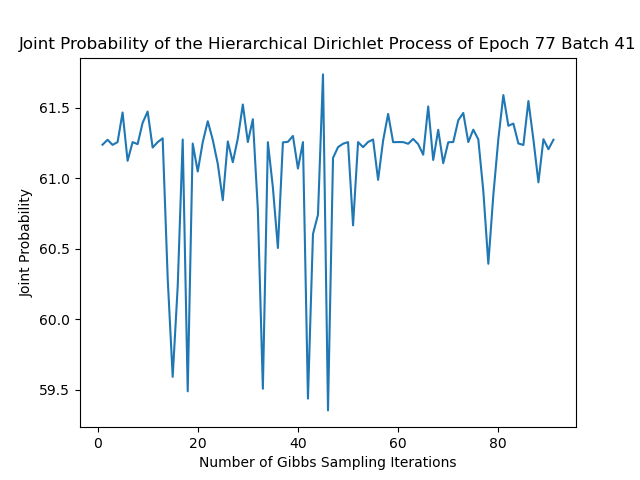 Joint Probability of the Hierarchical Dirichlet Process of Epoch 77 Batch 41
61.5
61.0
60.5
60.0
59.5
Joint Probability
0 20 40 60 80
Number of Gibbs Sampling Iterations